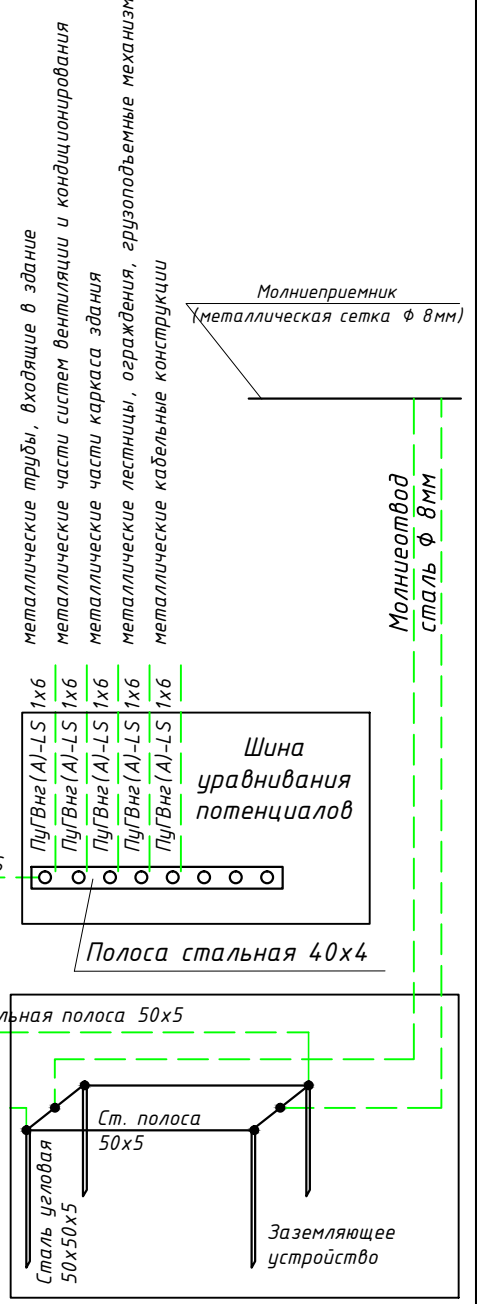 металлические трубы, входящие в здание
металлические части систем вентиляции и кондиционирования
металлические части каркаса здания
металлические лестницы, ограждения, грузоподъемные
металлические кабельные конструкции
Молниеприемник
(металлическая сетка Ф 8мм)
Молниеотвод
сталь Ф 8мм
ПуГВнг(А)-LS 1х6
ПуГВнг(А)-LS 1х6
ПуГВнг(А)-LS 1х6
ПуГВнг(А)-LS 1х6
ПуГВнг(А)-LS 1х6
Шина
уравнивания
потенциалов
Полоса стальная 40х4
полоса 50х5
Ст. полоса
50х5
Сталь угловая
50х50х5
Заземляющее
устройство